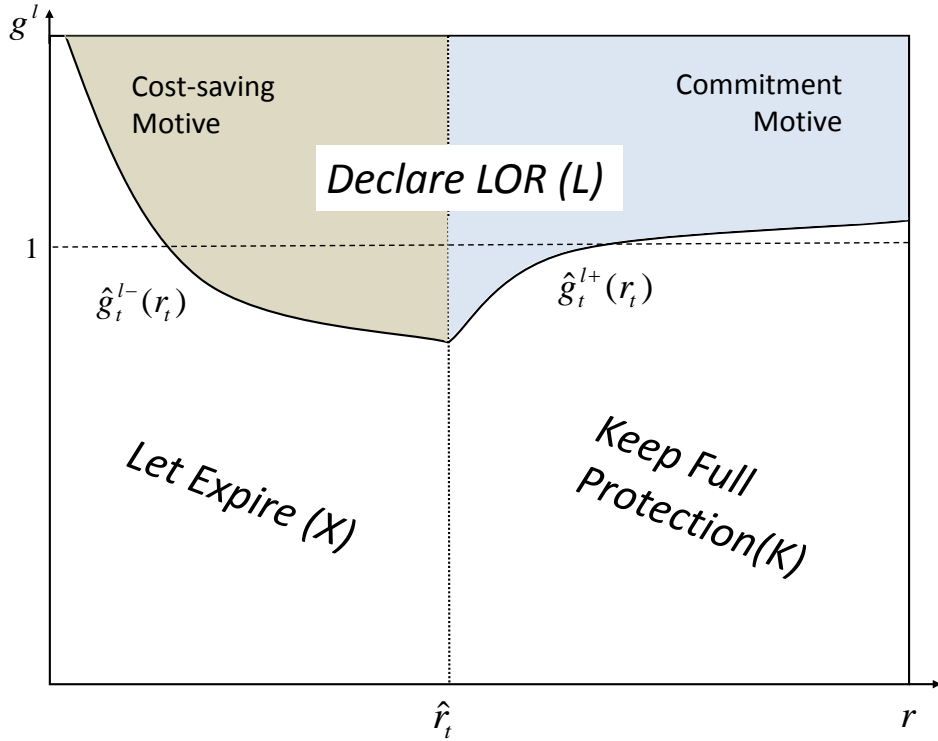 g^l
Cost-saving
Motive
Commitment
Motive
Declare LOR (L)
1
ĝ_t^{l−}(r_t)
ĝ_t^{l+}(r_t)
Let Expire (X)
Keep Full
Protection(K)
r̂_t
r